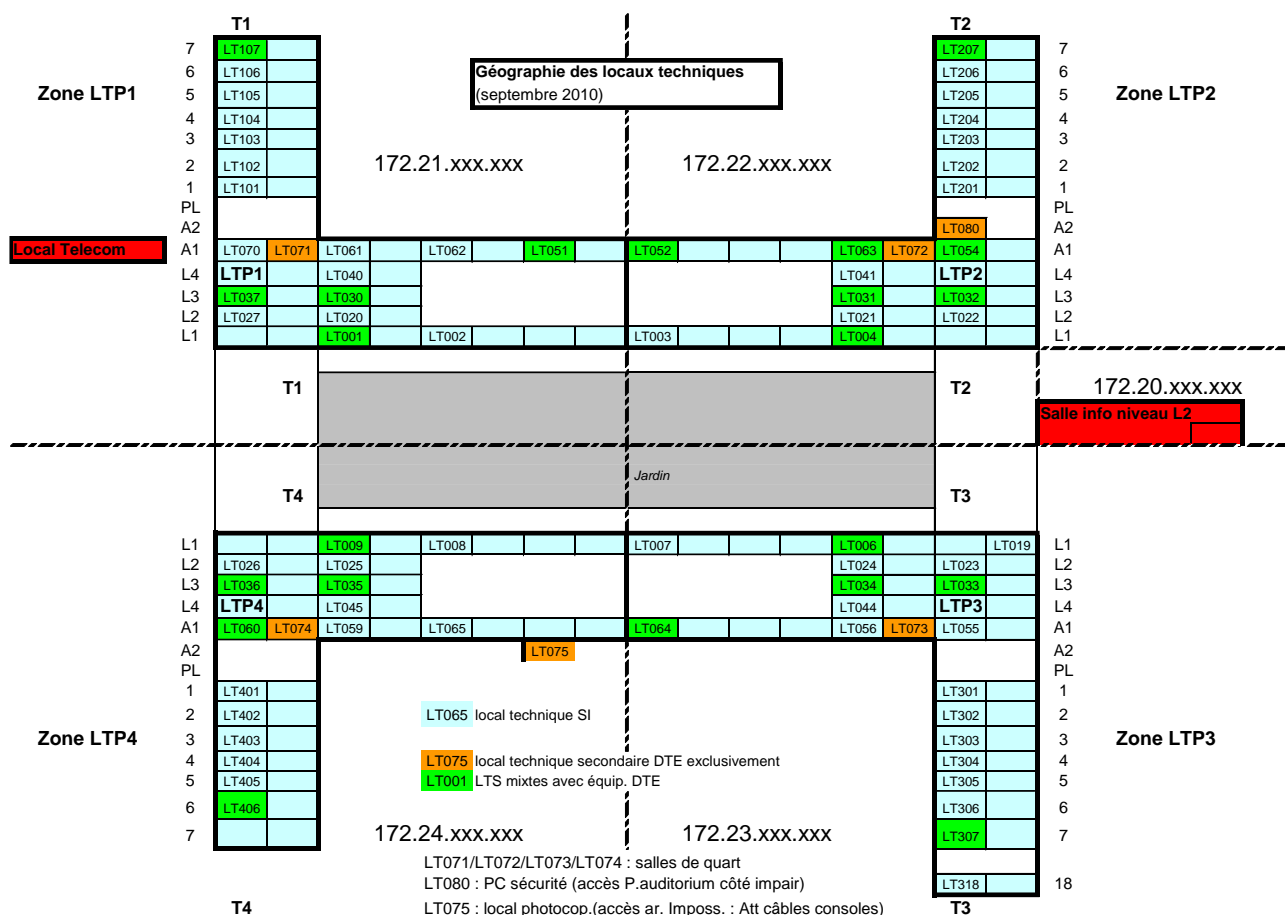 T1 T2
7 LT107 LT207 7
6 LT106 Géographie des locaux techniques LT206 6
Zone LTP1 5 LT105 (septembre 2010) LT205 5 Zone LTP2
4 LT104 LT204 4
3 LT103 LT203 3
2 LT102 172.21.xxx.xxx 172.22.xxx.xxx LT202 2
1 LT101 LT201 1
PL PL
A2 LT080 A2
Local Telecom A1 LT070 LT071 LT061 LT062 LT051 LT052 LT063 LT072 LT054 A1
L4 LTP1 LT040 LT041 LTP2 L4
L3 LT037 LT030 LT031 LT032 L3
L2 LT027 LT020 LT021 LT022 L2
L1 LT001 LT002 LT003 LT004 L1
T1 T2 172.20.xxx.xxx
Salle info niveau L2
Jardin
T4 T3
L1 LT009 LT008 LT007 LT006 LT019 L1
L2 LT026 LT025 LT024 LT023 L2
L3 LT036 LT035 LT034 LT033 L3
L4 LTP4 LT045 LT044 LTP3 L4
A1 LT060 LT074 LT059 LT065 LT064 LT056 LT073 LT055 A1
A2 LT075 A2
PL PL
1 LT401 LT301 1
2 LT402 LT065 local technique SI LT302 2
Zone LTP4 3 LT403 LT303 3 Zone LTP3
4 LT404 LT075 local technique secondaire DTE exclusivement LT304 4
5 LT405 LT001 LTS mixtes avec équip. DTE LT305 5
6 LT406 LT306 6
7 172.24.xxx.xxx 172.23.xxx.xxx LT307 7
LT071/LT072/LT073/LT074 : salles de quart
LT080 : PC sécurité (accès P.auditorium côté impair) LT318 18
T4 LT075 : local photocop.(accès ar. Imposs. : Att câbles consoles) T3